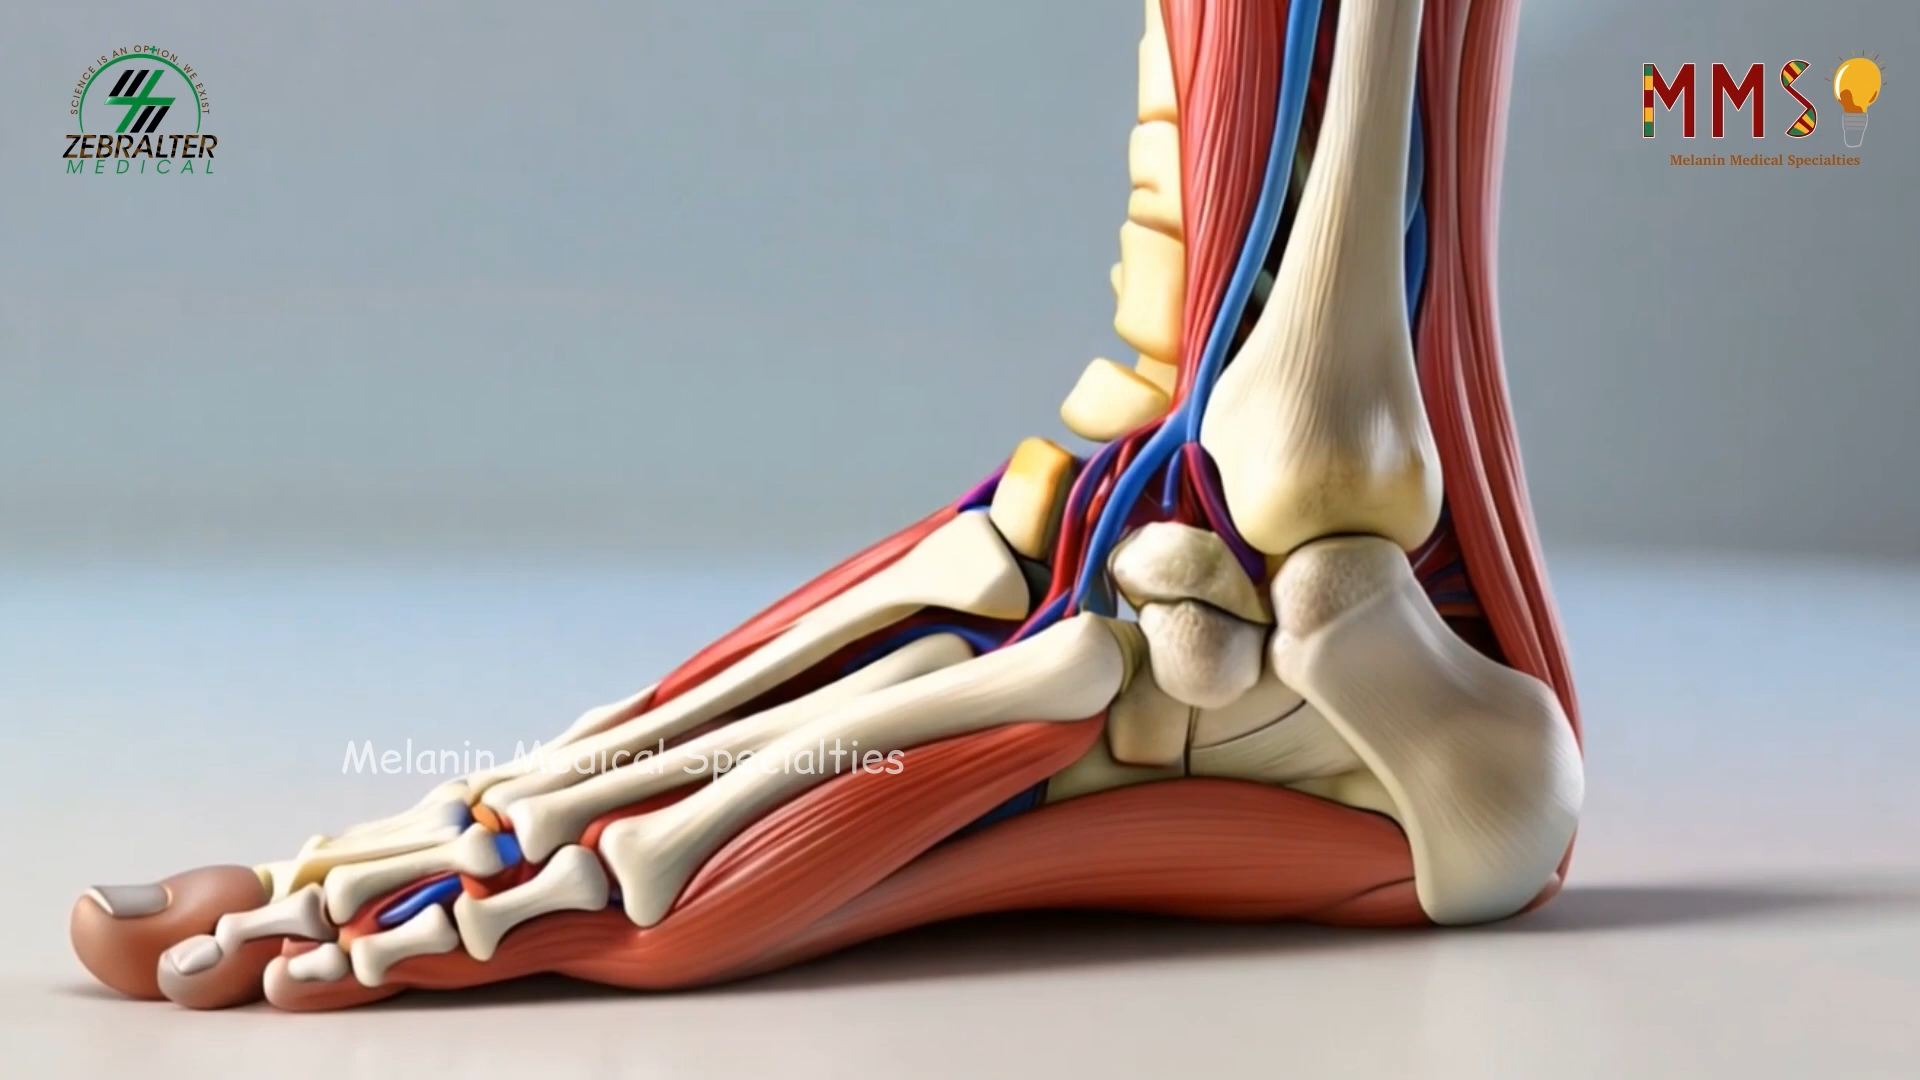 SCIENCE IS AN OPTION, WE EXIST
ZEBRALTER
MEDICAL
MMS
Melanin Medical Specialties
Melanin Medical Specialties